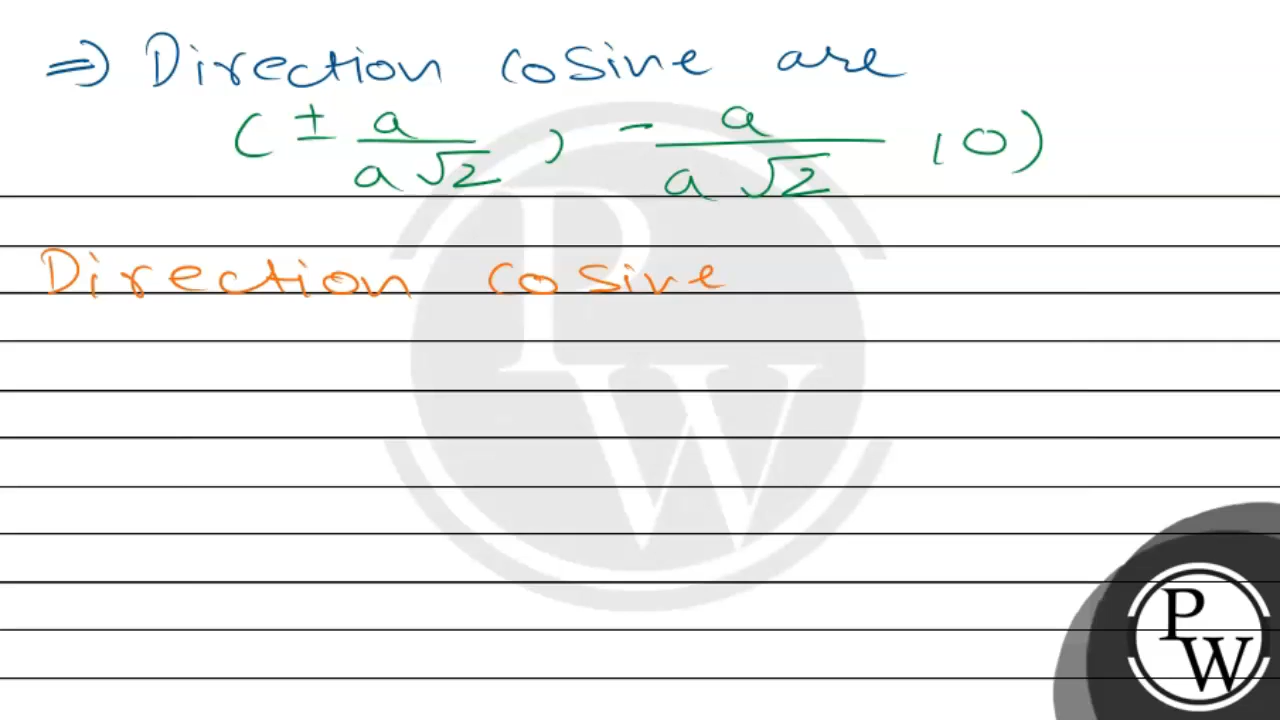 ⇒ Direction cosine are
( ± a/a√2 , - a/a√2 , 0)
Direction cosine
P
W
P
W